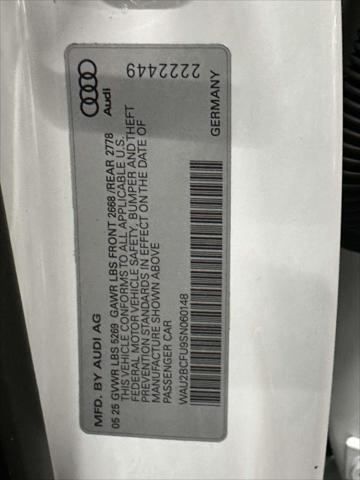 MFD. BY AUDI AG
05 25 GVWR LBS 5269 GAWR LBS FRONT 2668 /REAR 2778
THIS VEHICLE CONFORMS TO ALL APPLICABLE U.S.
FEDERAL MOTOR VEHICLE SAFETY, BUMPER AND THEFT
PREVENTION STANDARDS IN EFFECT ON THE DATE OF
MANUFACTURE SHOWN ABOVE
PASSENGER CAR
WAU2BCFU9SN060148
Audi
2222449
GERMANY